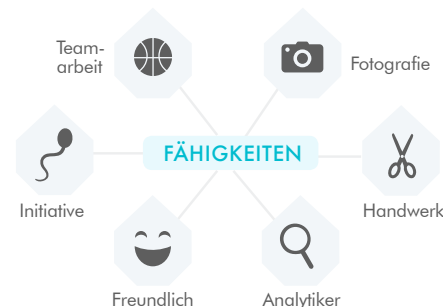 Team-
arbeit
Fotografie
FÄHIGKEITEN
Initiative
Handwerk
Freundlich
Analytiker